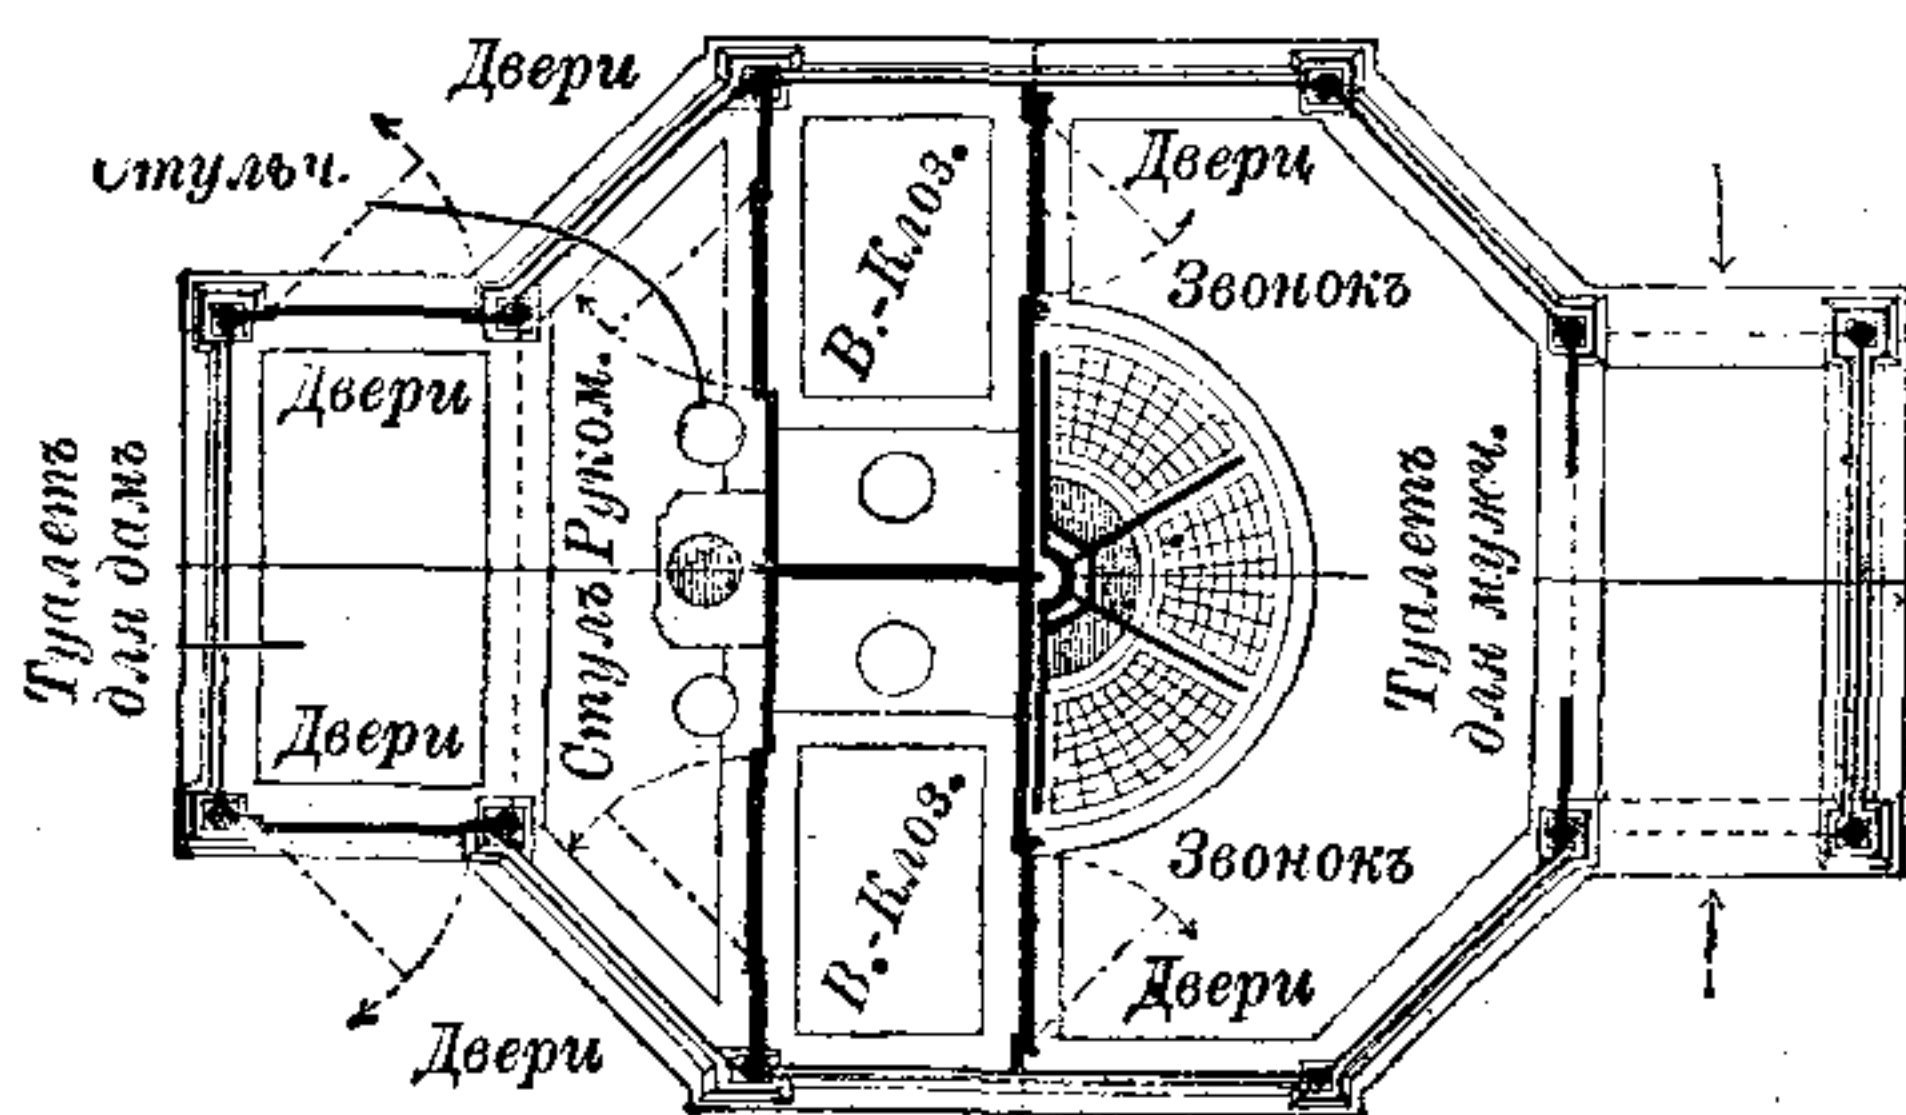 Двери
Стульч.
Двери
В.-Клоз.
Звонокъ
Двери
Туалетъ
для дамъ
Стулъ Руком.
Туалетъ
для мужч.
Двери
В.-Клоз.
Звонокъ
Двери
Двери